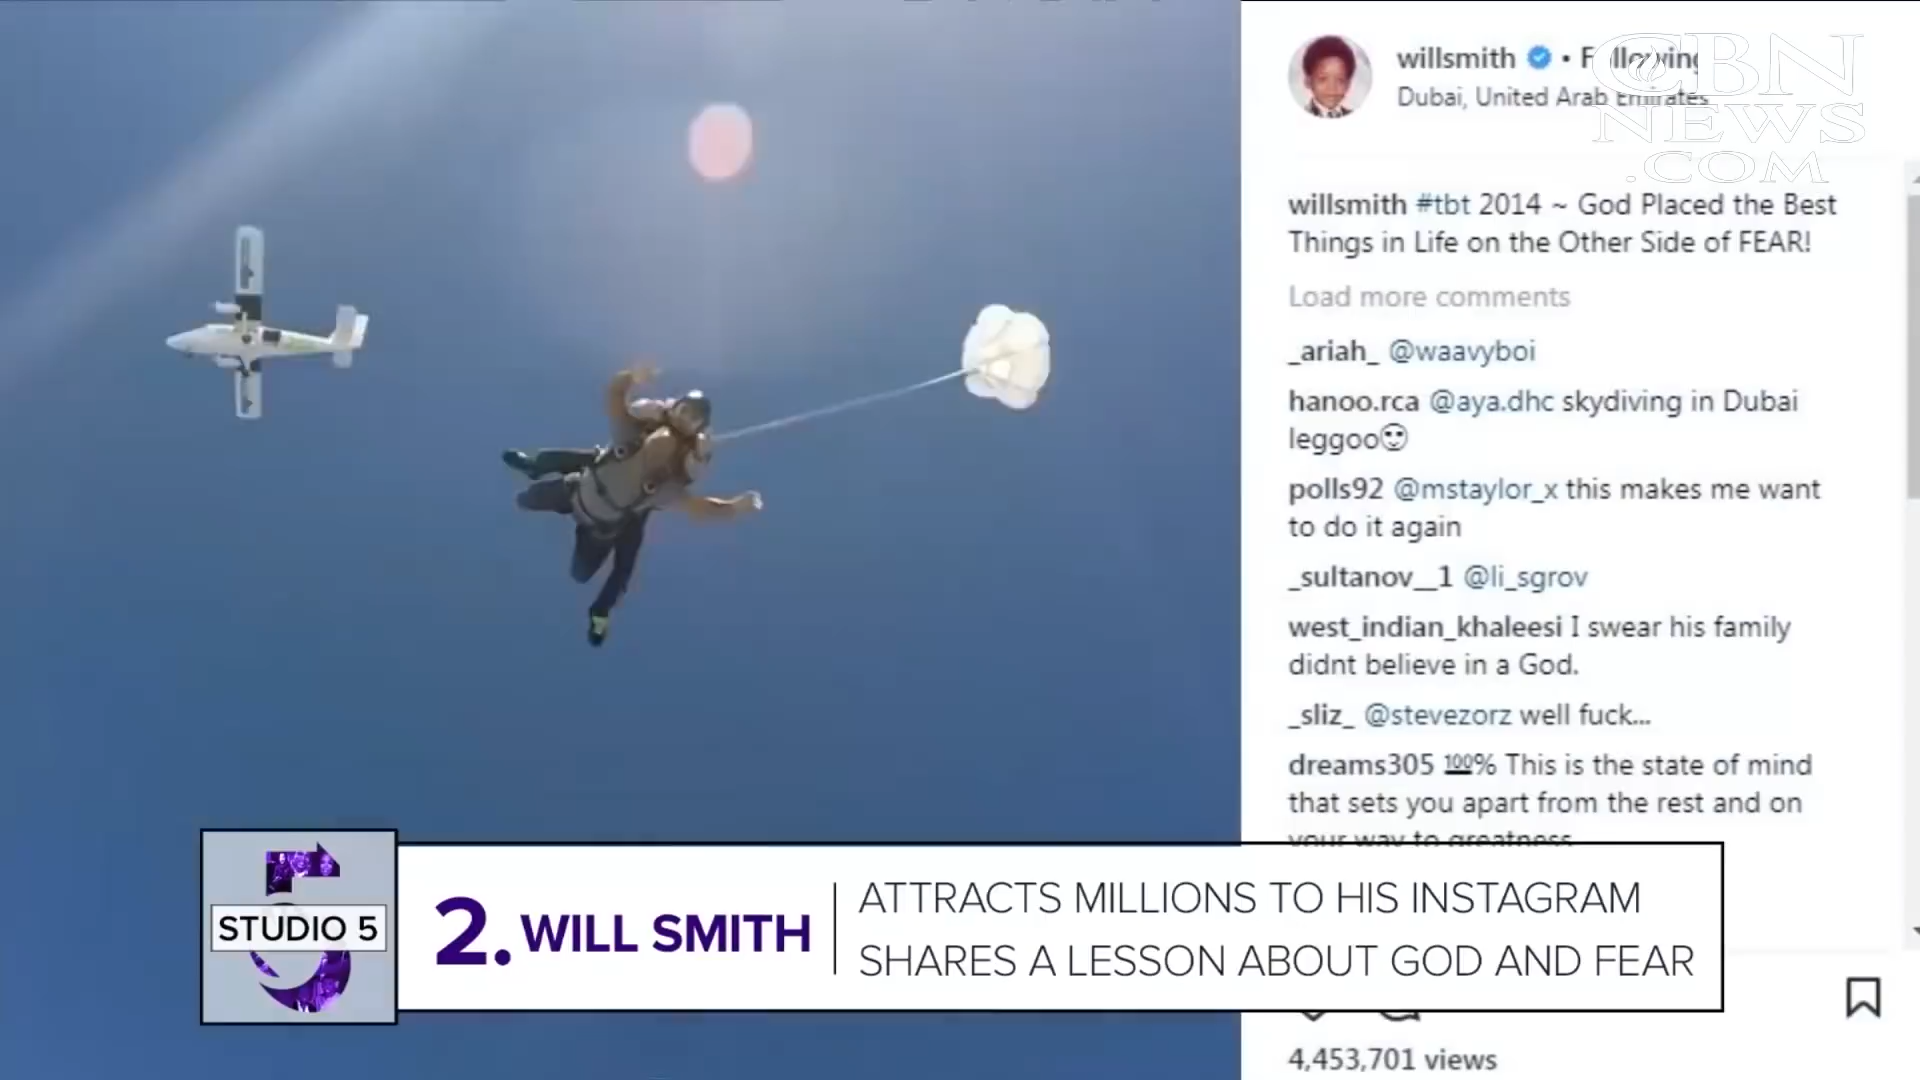 willsmith • Following
Dubai, United Arab Emirates
CBN
NEWS
.COM
willsmith #tbt 2014 ~ God Placed the Best
Things in Life on the Other Side of FEAR!
Load more comments
_ariah_ @waavyboi
hanoo.rca @aya.dhc skydiving in Dubai
leggoo
polls92 @mstaylor_x this makes me want
to do it again
_sultanov__1 @li_sgrov
west_indian_khaleesi I swear his family
didnt believe in a God.
_sliz_ @stevezorz well fuck...
dreams305 💯% This is the state of mind
that sets you apart from the rest and on
your way to greatness
STUDIO 5
2. WILL SMITH
ATTRACTS MILLIONS TO HIS INSTAGRAM
SHARES A LESSON ABOUT GOD AND FEAR
4,453,701 views